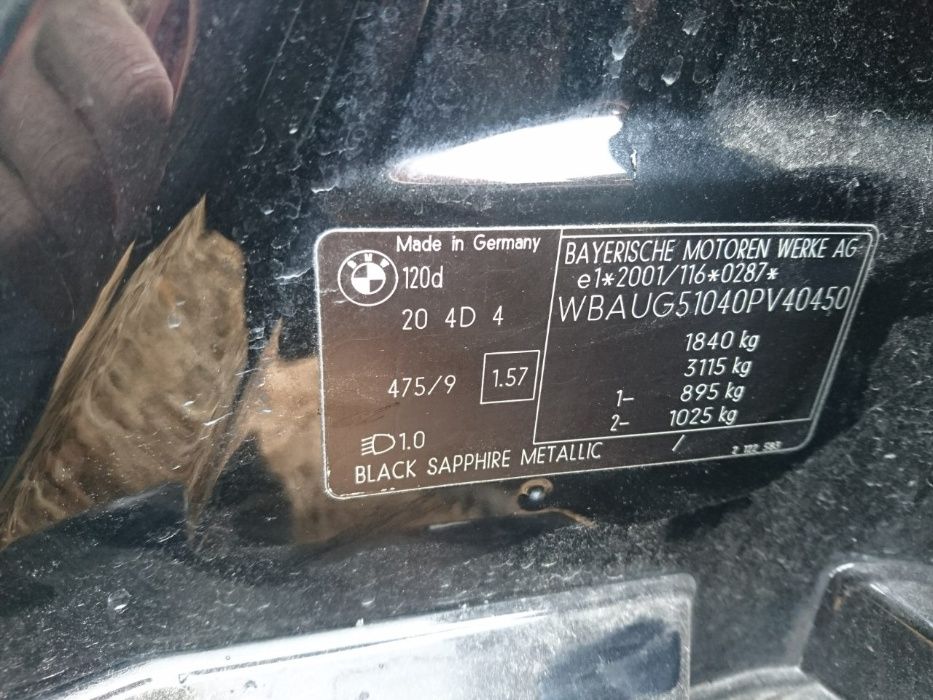 Made in Germany
BMW
120d
20 4D 4
475/9
1.57
1.0
BLACK SAPPHIRE METALLIC /
BAYERISCHE MOTOREN WERKE AG
e1*2001/116*0287*
WBAUG51040PV40450
1840 kg
3115 kg
1– 895 kg
2– 1025 kg